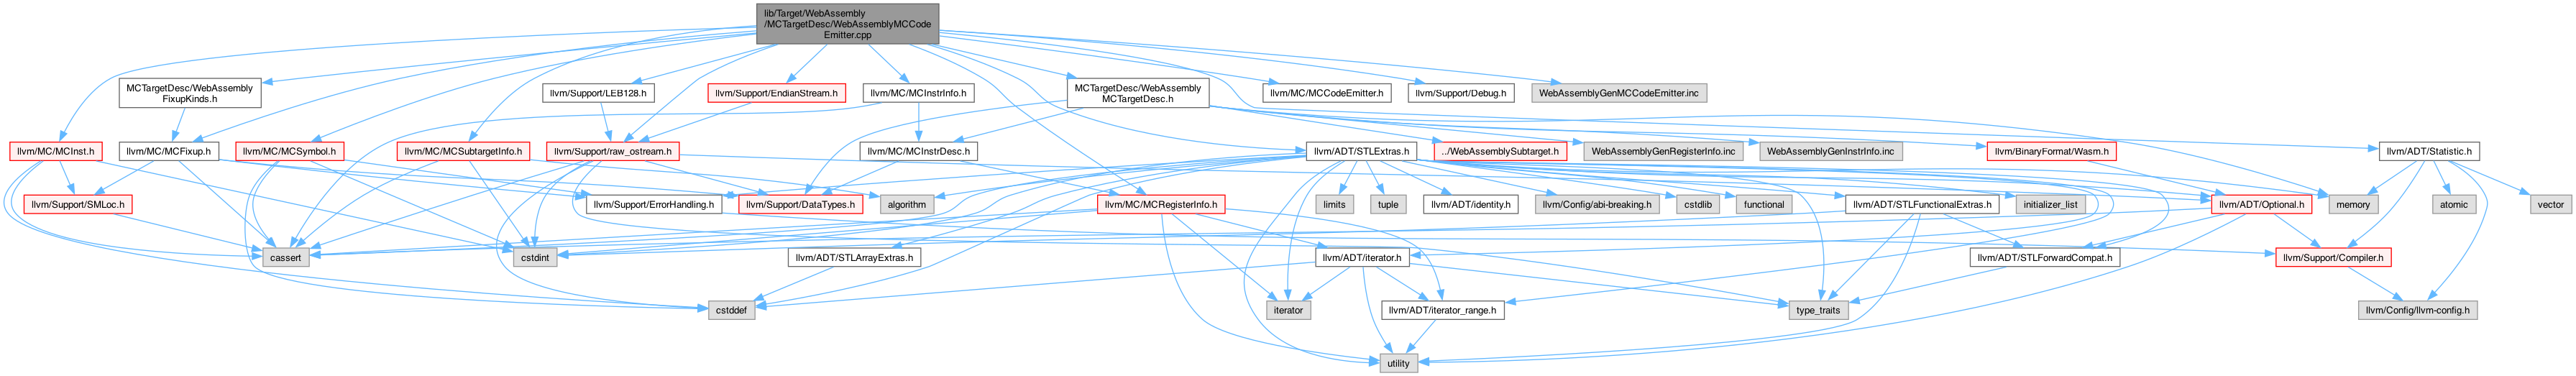 lib/Target/WebAssembly
/MCTargetDesc/WebAssemblyMCCode
Emitter.cpp
MCTargetDesc/WebAssembly
FixupKinds.h
llvm/Support/LEB128.h
llvm/Support/EndianStream.h
llvm/MC/MCInstrInfo.h
MCTargetDesc/WebAssembly
MCTargetDesc.h
llvm/MC/MCCodeEmitter.h
llvm/Support/Debug.h
WebAssemblyGenMCCodeEmitter.inc
llvm/MC/MCInst.h
llvm/MC/MCFixup.h
llvm/MC/MCSymbol.h
llvm/MC/MCSubtargetInfo.h
llvm/Support/raw_ostream.h
llvm/MC/MCInstrDesc.h
llvm/ADT/STLExtras.h
../WebAssemblySubtarget.h
WebAssemblyGenRegisterInfo.inc
WebAssemblyGenInstrInfo.inc
llvm/BinaryFormat/Wasm.h
llvm/ADT/Statistic.h
llvm/Support/SMLoc.h
llvm/Support/ErrorHandling.h
llvm/Support/DataTypes.h
algorithm
llvm/MC/MCRegisterInfo.h
limits
tuple
llvm/ADT/identity.h
llvm/Config/abi-breaking.h
cstdlib
functional
llvm/ADT/STLFunctionalExtras.h
initializer_list
llvm/ADT/Optional.h
memory
atomic
vector
cassert
cstdint
llvm/ADT/STLArrayExtras.h
llvm/ADT/iterator.h
llvm/ADT/STLForwardCompat.h
llvm/Support/Compiler.h
cstddef
iterator
llvm/ADT/iterator_range.h
type_traits
llvm/Config/llvm-config.h
utility